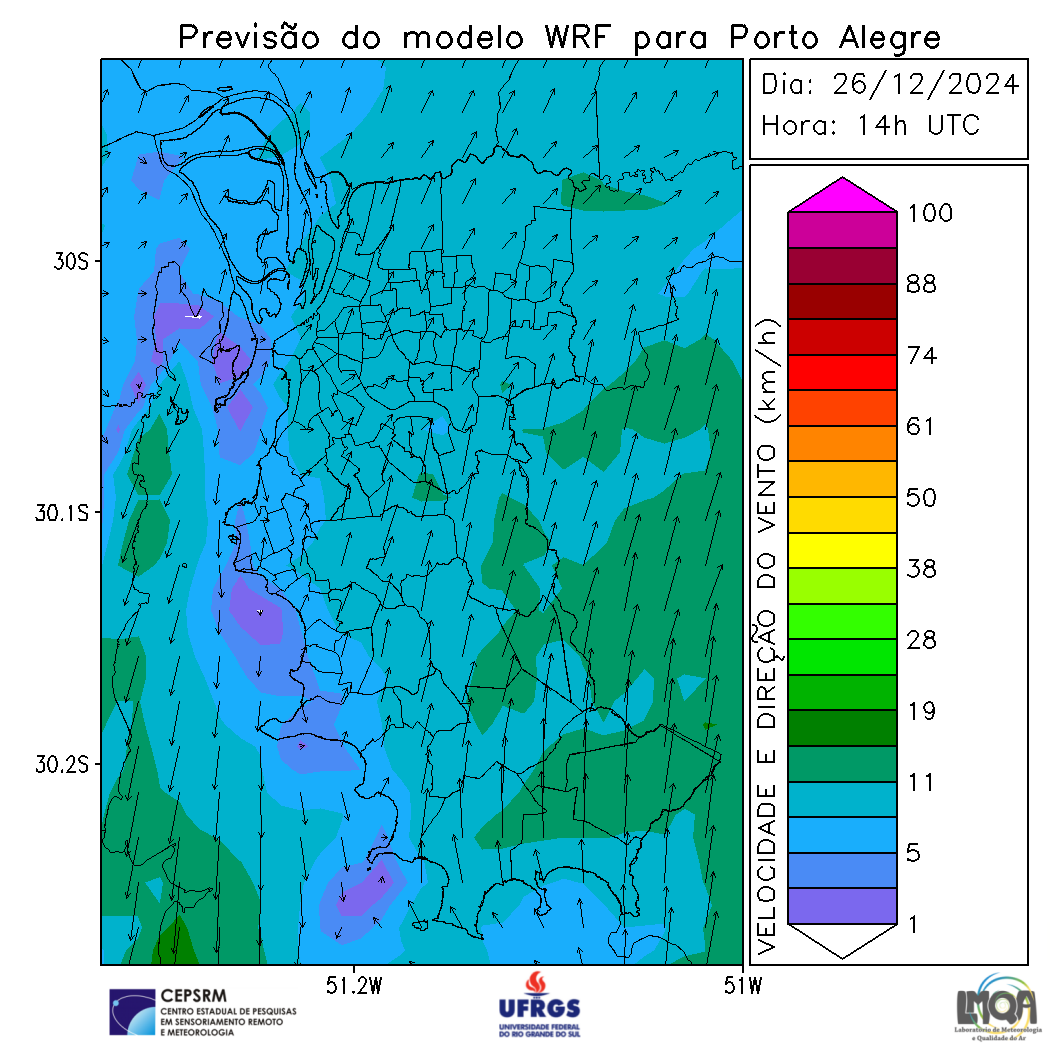 Previsão do modelo WRF para Porto Alegre
Dia: 26/12/2024
Hora: 14h UTC
30S
30.1S
30.2S
51.2W
51W
VELOCIDADE E DIREÇÃO DO VENTO (km/h)
100
88
74
61
50
38
28
19
11
5
1
CEPSRM
CENTRO ESTADUAL DE PESQUISAS
EM SENSORIAMENTO REMOTO
E METEOROLOGIA
UFRGS
UNIVERSIDADE FEDERAL
DO RIO GRANDE DO SUL
LMQA
Laboratório de Meteorologia
e Qualidade do Ar